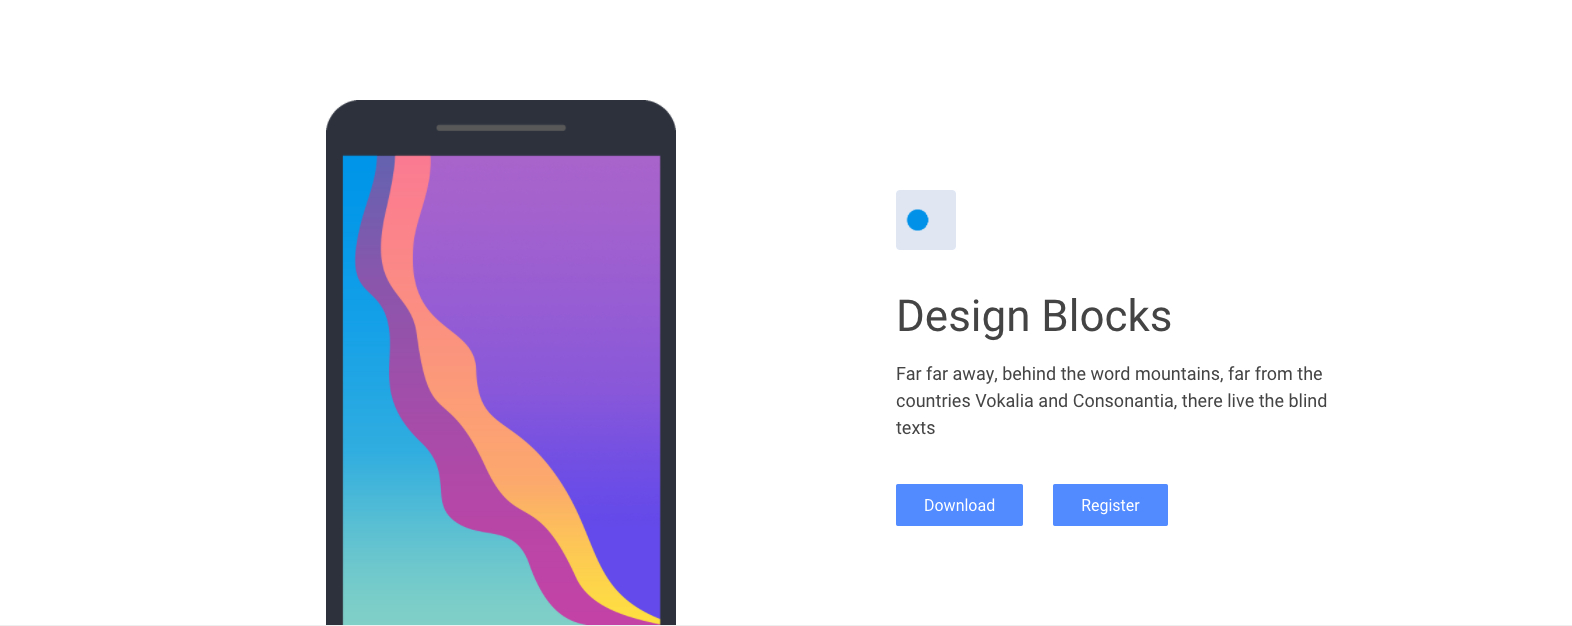 Design Blocks
Far far away, behind the word mountains, far from the
countries Vokalia and Consonantia, there live the blind
texts
Download Register